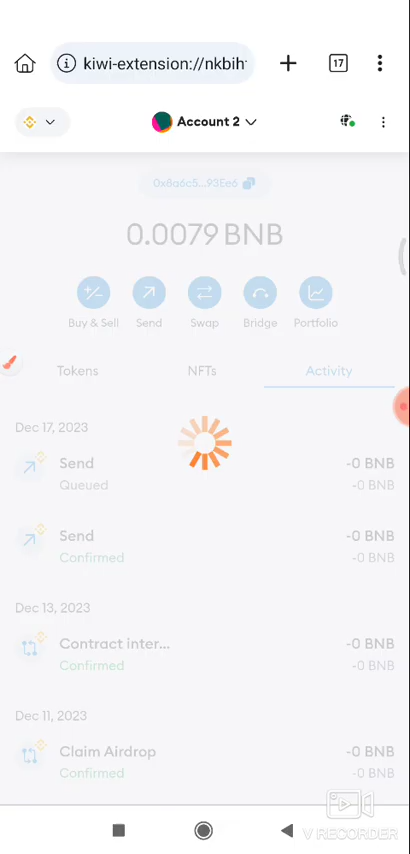 kiwi-extension://nkbih
17
Account 2
0x8a6c5...93Ee6
0.0079 BNB
Buy & Sell Send Swap Bridge Portfolio
Tokens NFTs Activity
Dec 17, 2023
Send -0 BNB
Queued -0 BNB
Send -0 BNB
Confirmed -0 BNB
Dec 13, 2023
Contract inter... -0 BNB
Confirmed -0 BNB
Dec 11, 2023
Claim Airdrop -0 BNB
Confirmed -0 BNB
V RECORDER